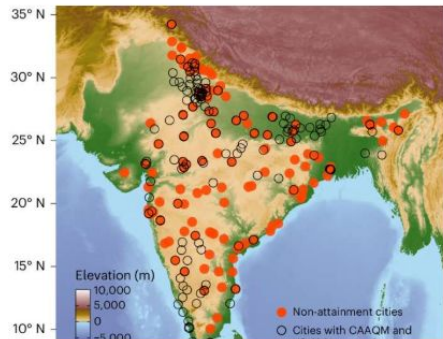 35° N
30° N
25° N
20° N
15° N
10° N
Elevation (m)
10,000
5,000
0
−5,000
Non-attainment cities
Cities with CAAQM and